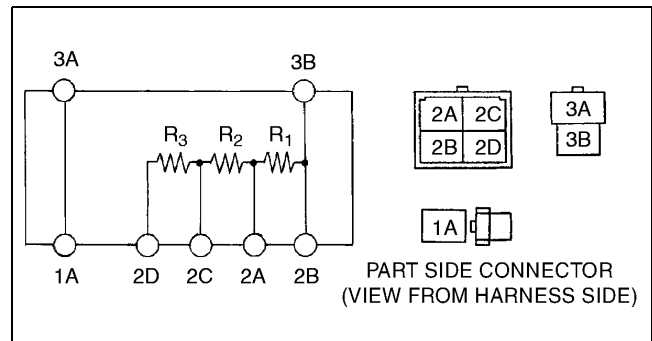 3A 3B
R3 R2 R1
1A 2D 2C 2A 2B
2A 2C
2B 2D
3A
3B
1A
PART SIDE CONNECTOR
(VIEW FROM HARNESS SIDE)